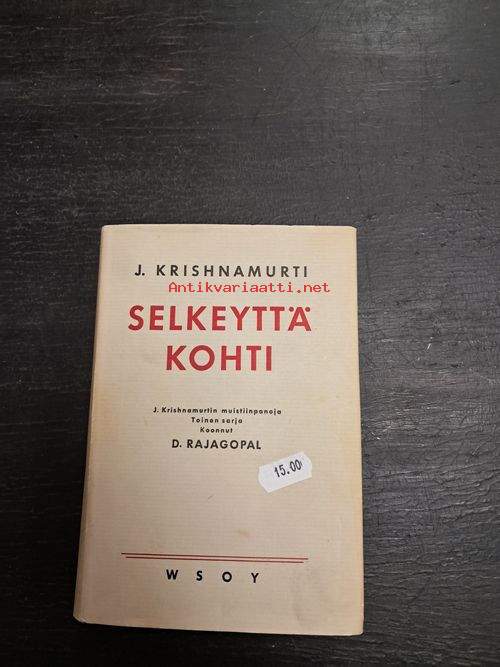 J. KRISHNAMURTI
Antikvariaatti.net
SELKEYTTÄ
KOHTI
J. Krishnamurtin muistiinpanoja
Toinen sarja
Koonnut
D. RAJAGOPAL
15.00
WSOY